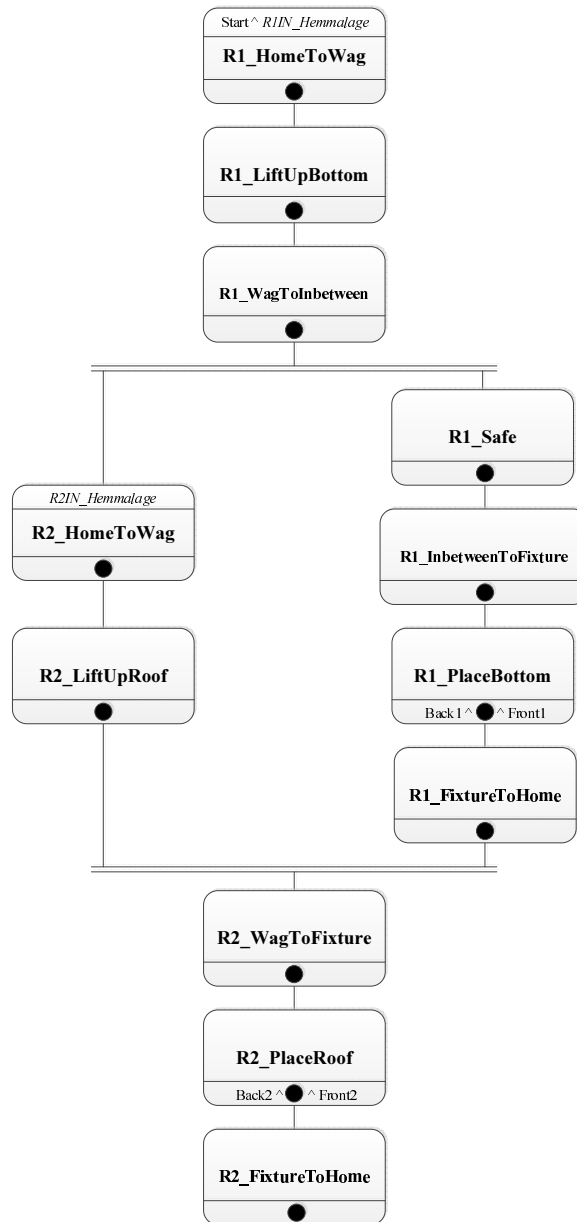 Start ^ R1IN_Hemmalage
R1_HomeToWag
R1_LiftUpBottom
R1_WagToInbetween
R1_Safe
R2IN_Hemmalage
R2_HomeToWag
R1_InbetweenToFixture
R2_LiftUpRoof
R1_PlaceBottom
Back1 ^ ^ Front1
R1_FixtureToHome
R2_WagToFixture
R2_PlaceRoof
Back2 ^ ^ Front2
R2_FixtureToHome